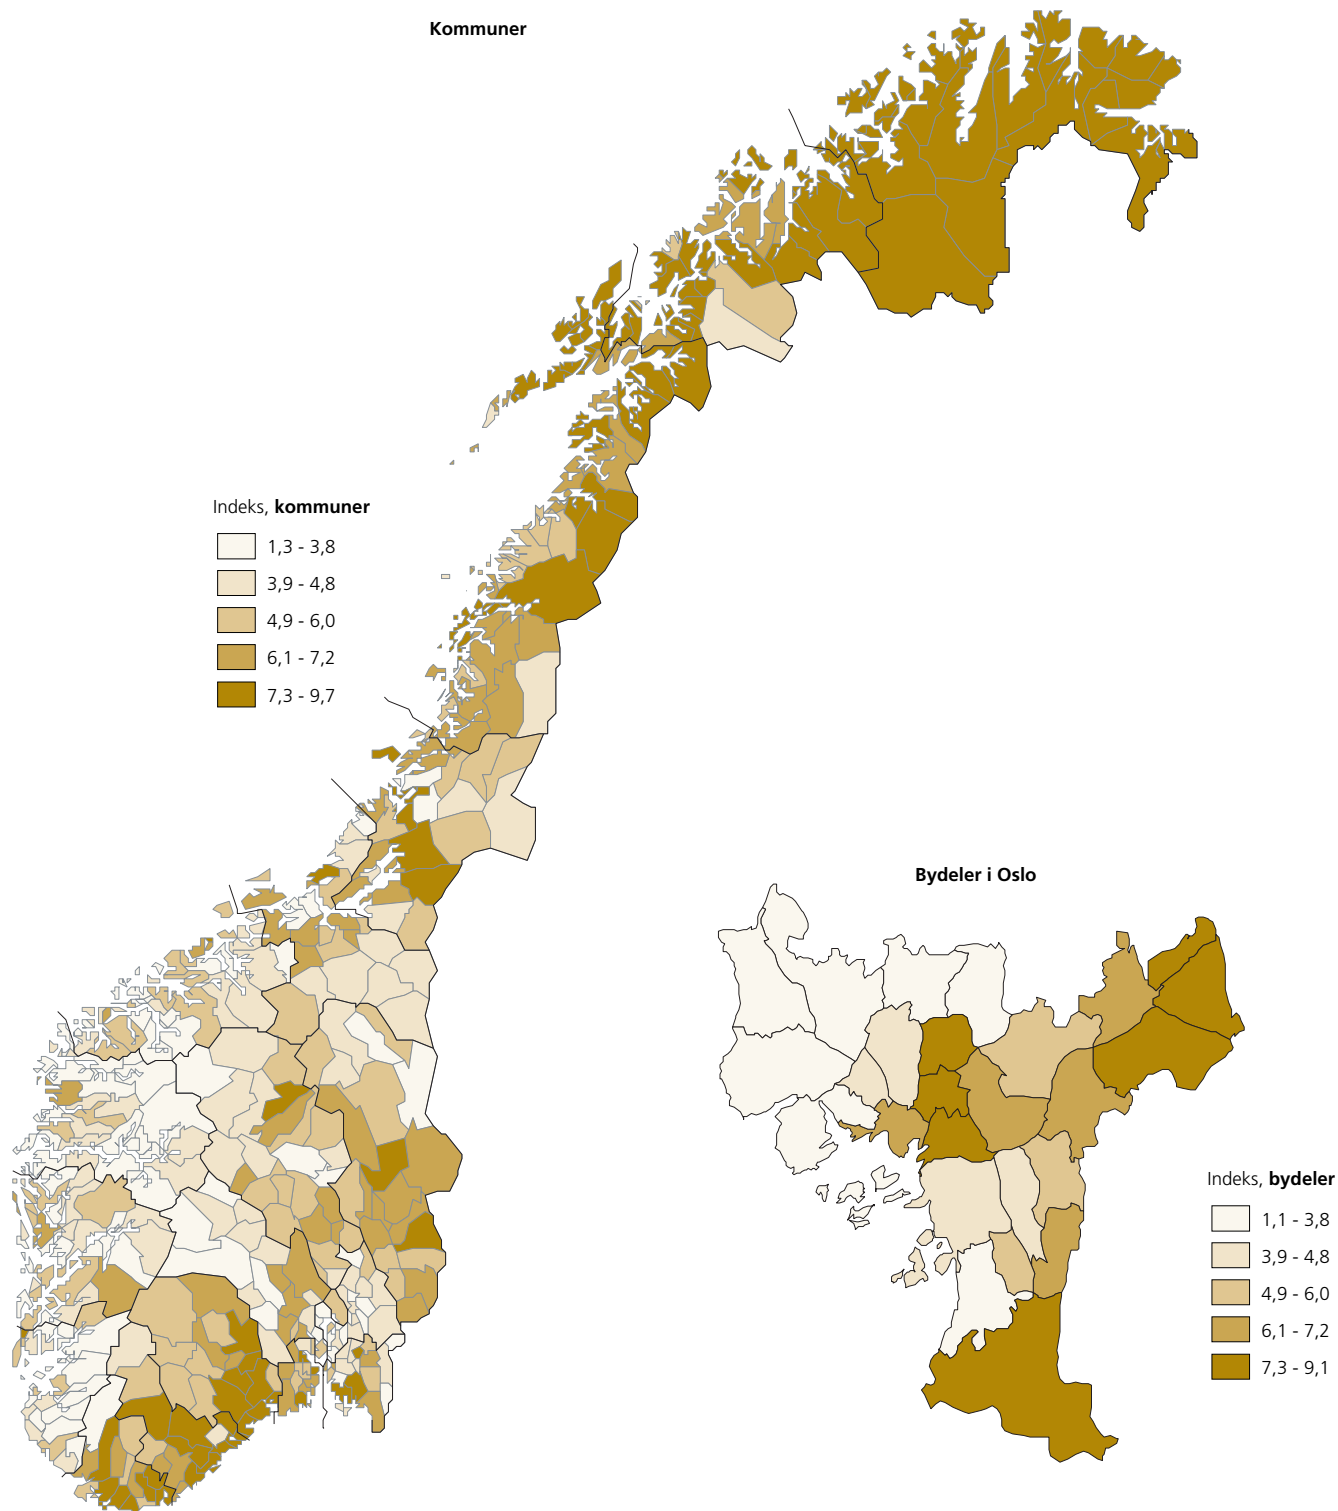 Kommuner
Indeks, kommuner
1,3 - 3,8
3,9 - 4,8
4,9 - 6,0
6,1 - 7,2
7,3 - 9,7
Bydeler i Oslo
Indeks, bydeler
1,1 - 3,8
3,9 - 4,8
4,9 - 6,0
6,1 - 7,2
7,3 - 9,1